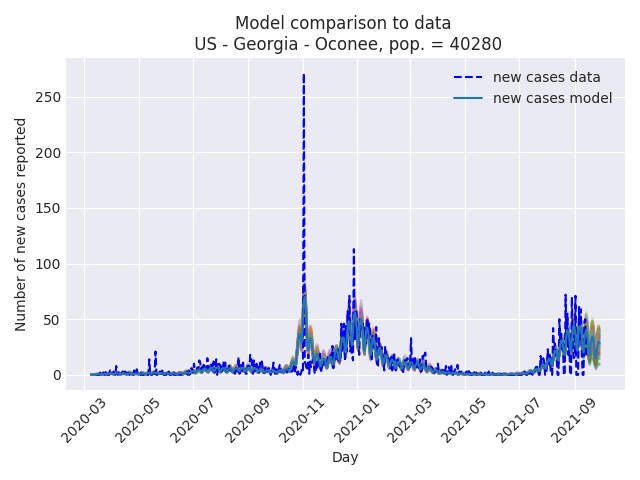 Model comparison to data
US - Georgia - Oconee, pop. = 40280
new cases data
new cases model
Number of new cases reported
250
200
150
100
50
0
2020-03
2020-05
2020-07
2020-09
2020-11
2021-01
2021-03
2021-05
2021-07
2021-09
Day